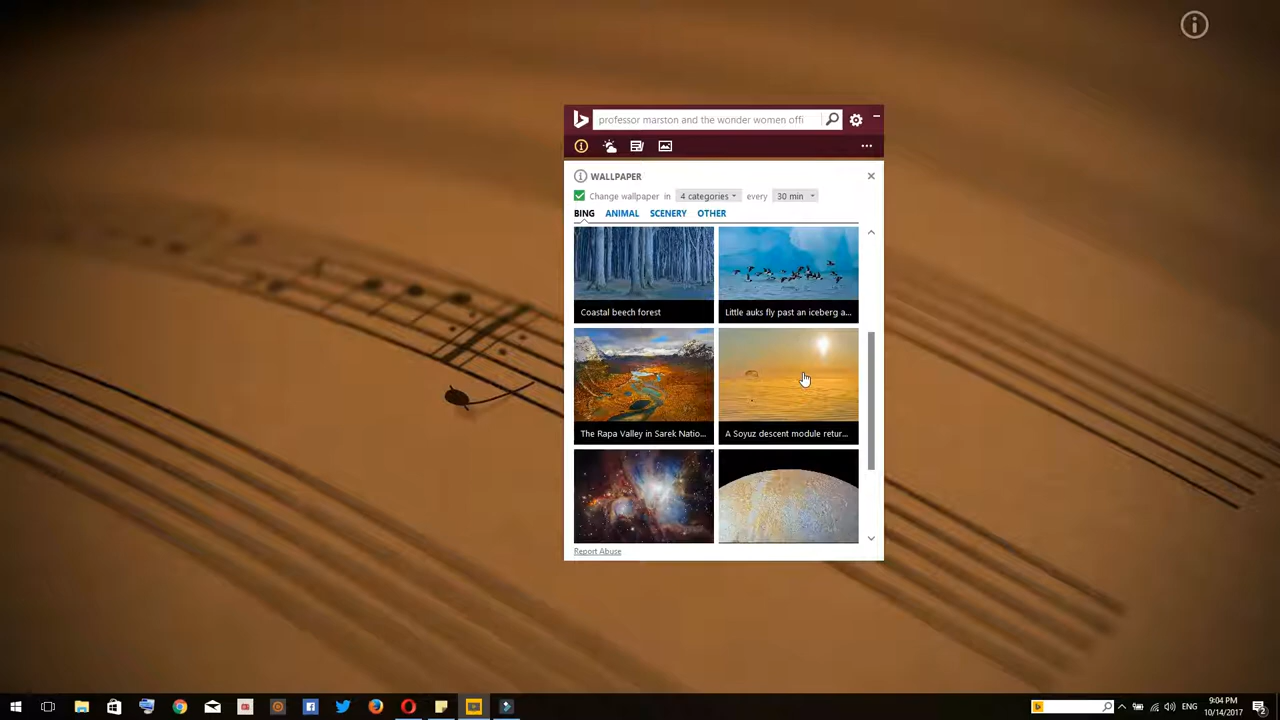 professor marston and the wonder women offi
WALLPAPER
Change wallpaper in 4 categories every 30 min
BING ANIMAL SCENERY OTHER
Coastal beech forest
Little auks fly past an iceberg a...
The Rapa Valley in Sarek Natio...
A Soyuz descent module retur...
Report Abuse
ENG
9:04 PM
10/14/2017
2